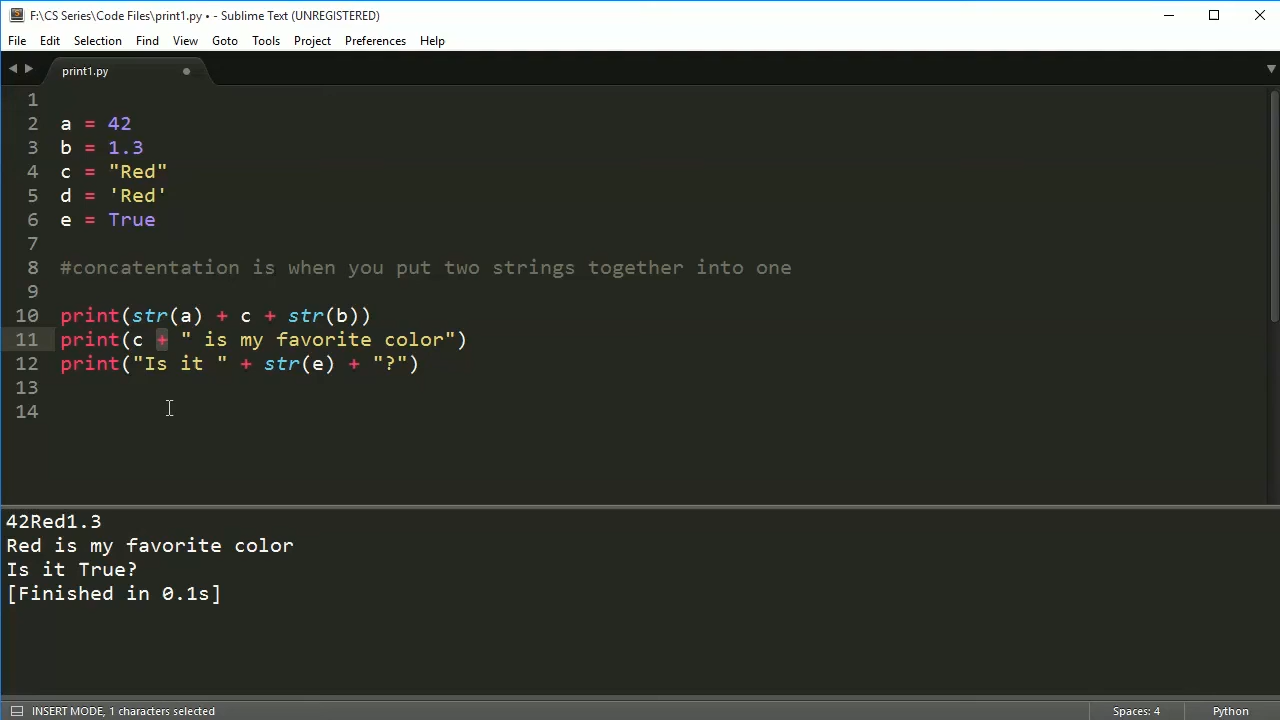 F:\CS Series\Code Files\print1.py • - Sublime Text (UNREGISTERED)
File Edit Selection Find View Goto Tools Project Preferences Help
print1.py
1
2 a = 42
3 b = 1.3
4 c = "Red"
5 d = 'Red'
6 e = True
7
8 #concatentation is when you put two strings together into one
9
10 print(str(a) + c + str(b))
11 print(c + " is my favorite color")
12 print("Is it " + str(e) + "?")
13
14
42Red1.3
Red is my favorite color
Is it True?
[Finished in 0.1s]
INSERT MODE, 1 characters selected Spaces: 4 Python